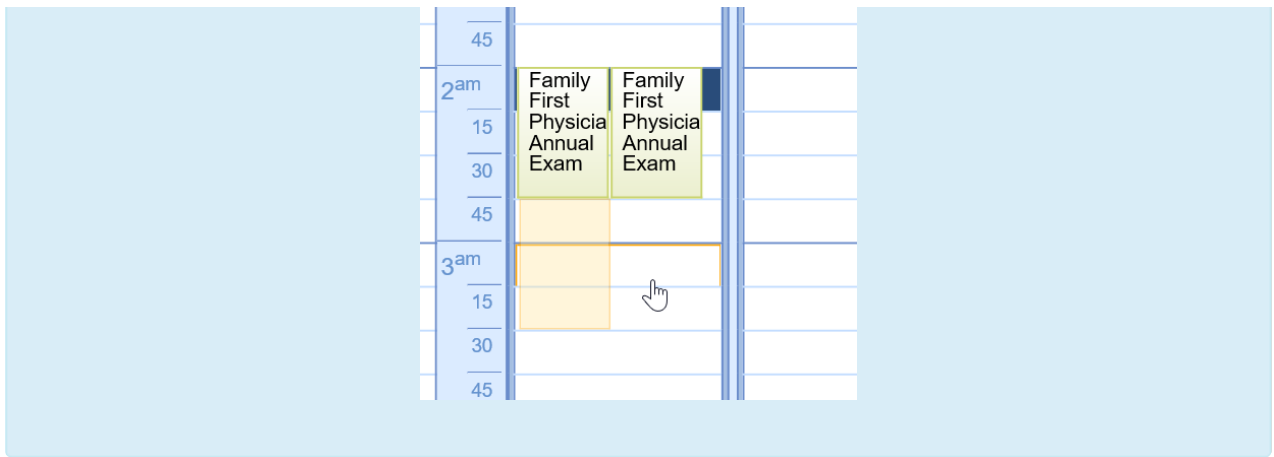 45
2am
15
30
45
3am
15
30
45
Family
First
Physicia
Annual
Exam
Family
First
Physicia
Annual
Exam